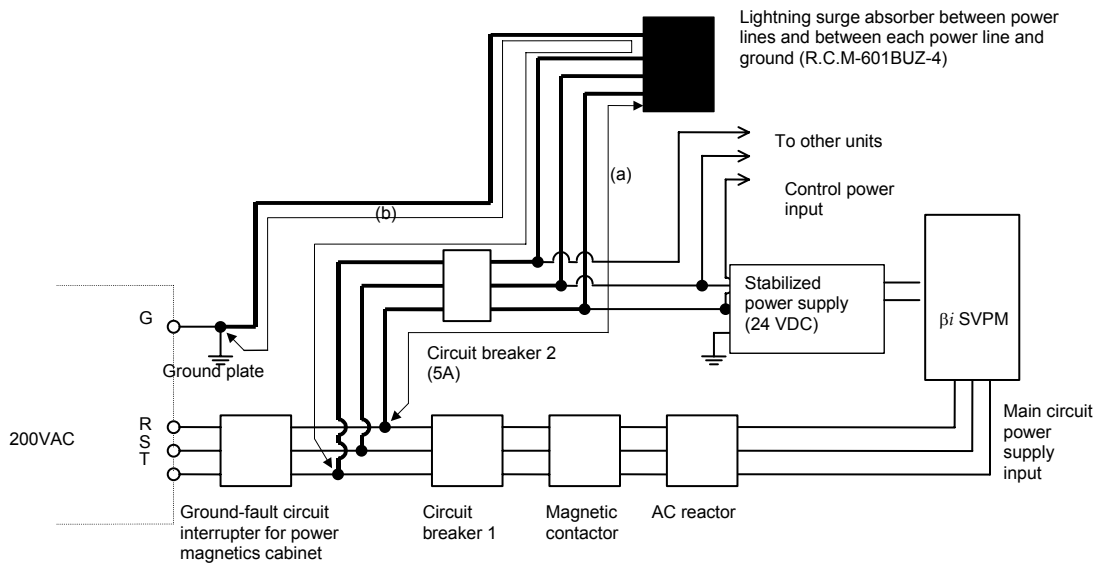 Lightning surge absorber between power
lines and between each power line and
ground (R.C.M-601BUZ-4)
To other units
(a)
Control power
input
(b)
Stabilized
power supply
(24 VDC)
βi SVPM
G
Ground plate
Circuit breaker 2
(5A)
200VAC
R
S
T
Main circuit
power
supply
input
Ground-fault circuit
interrupter for power
magnetics cabinet
Circuit
breaker 1
Magnetic
contactor
AC reactor